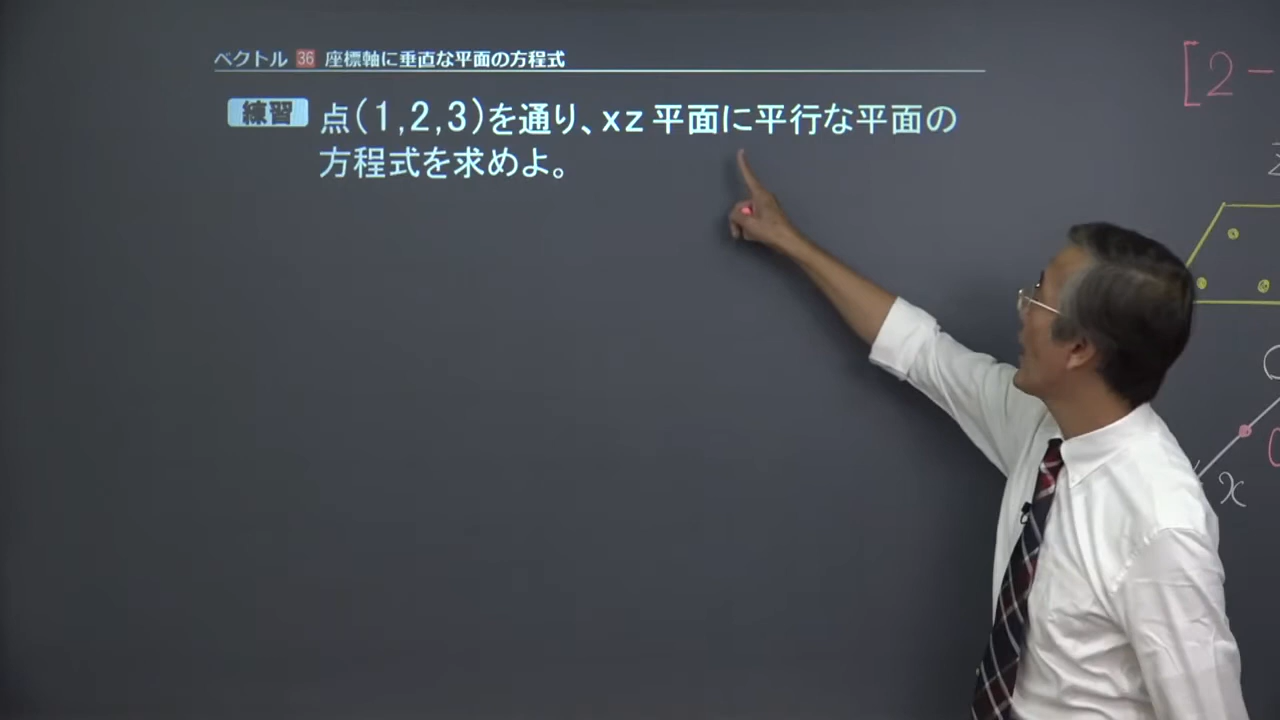 ベクトル 36 座標軸に垂直な平面の方程式
練習 点(1,2,3)を通り、xz平面に平行な平面の
方程式を求めよ。
[2-
x